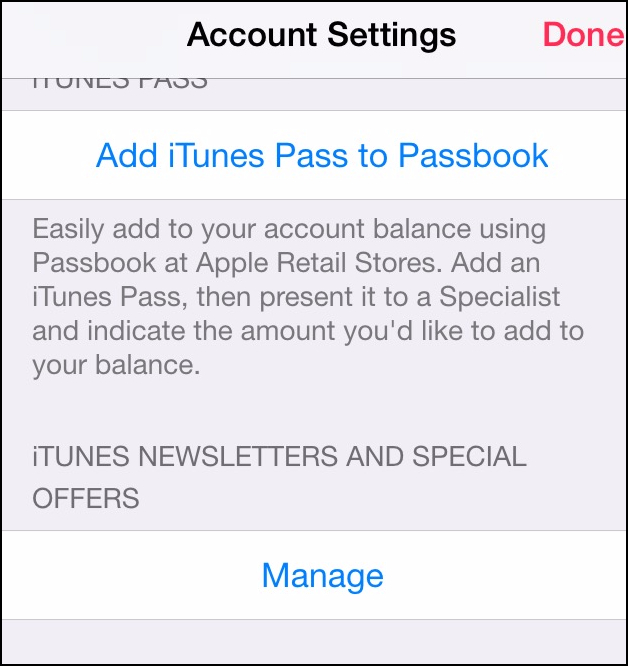 Account Settings Done
iTUNES PASS
Add iTunes Pass to Passbook
Easily add to your account balance using
Passbook at Apple Retail Stores. Add an
iTunes Pass, then present it to a Specialist
and indicate the amount you'd like to add to
your balance.
iTUNES NEWSLETTERS AND SPECIAL
OFFERS
Manage